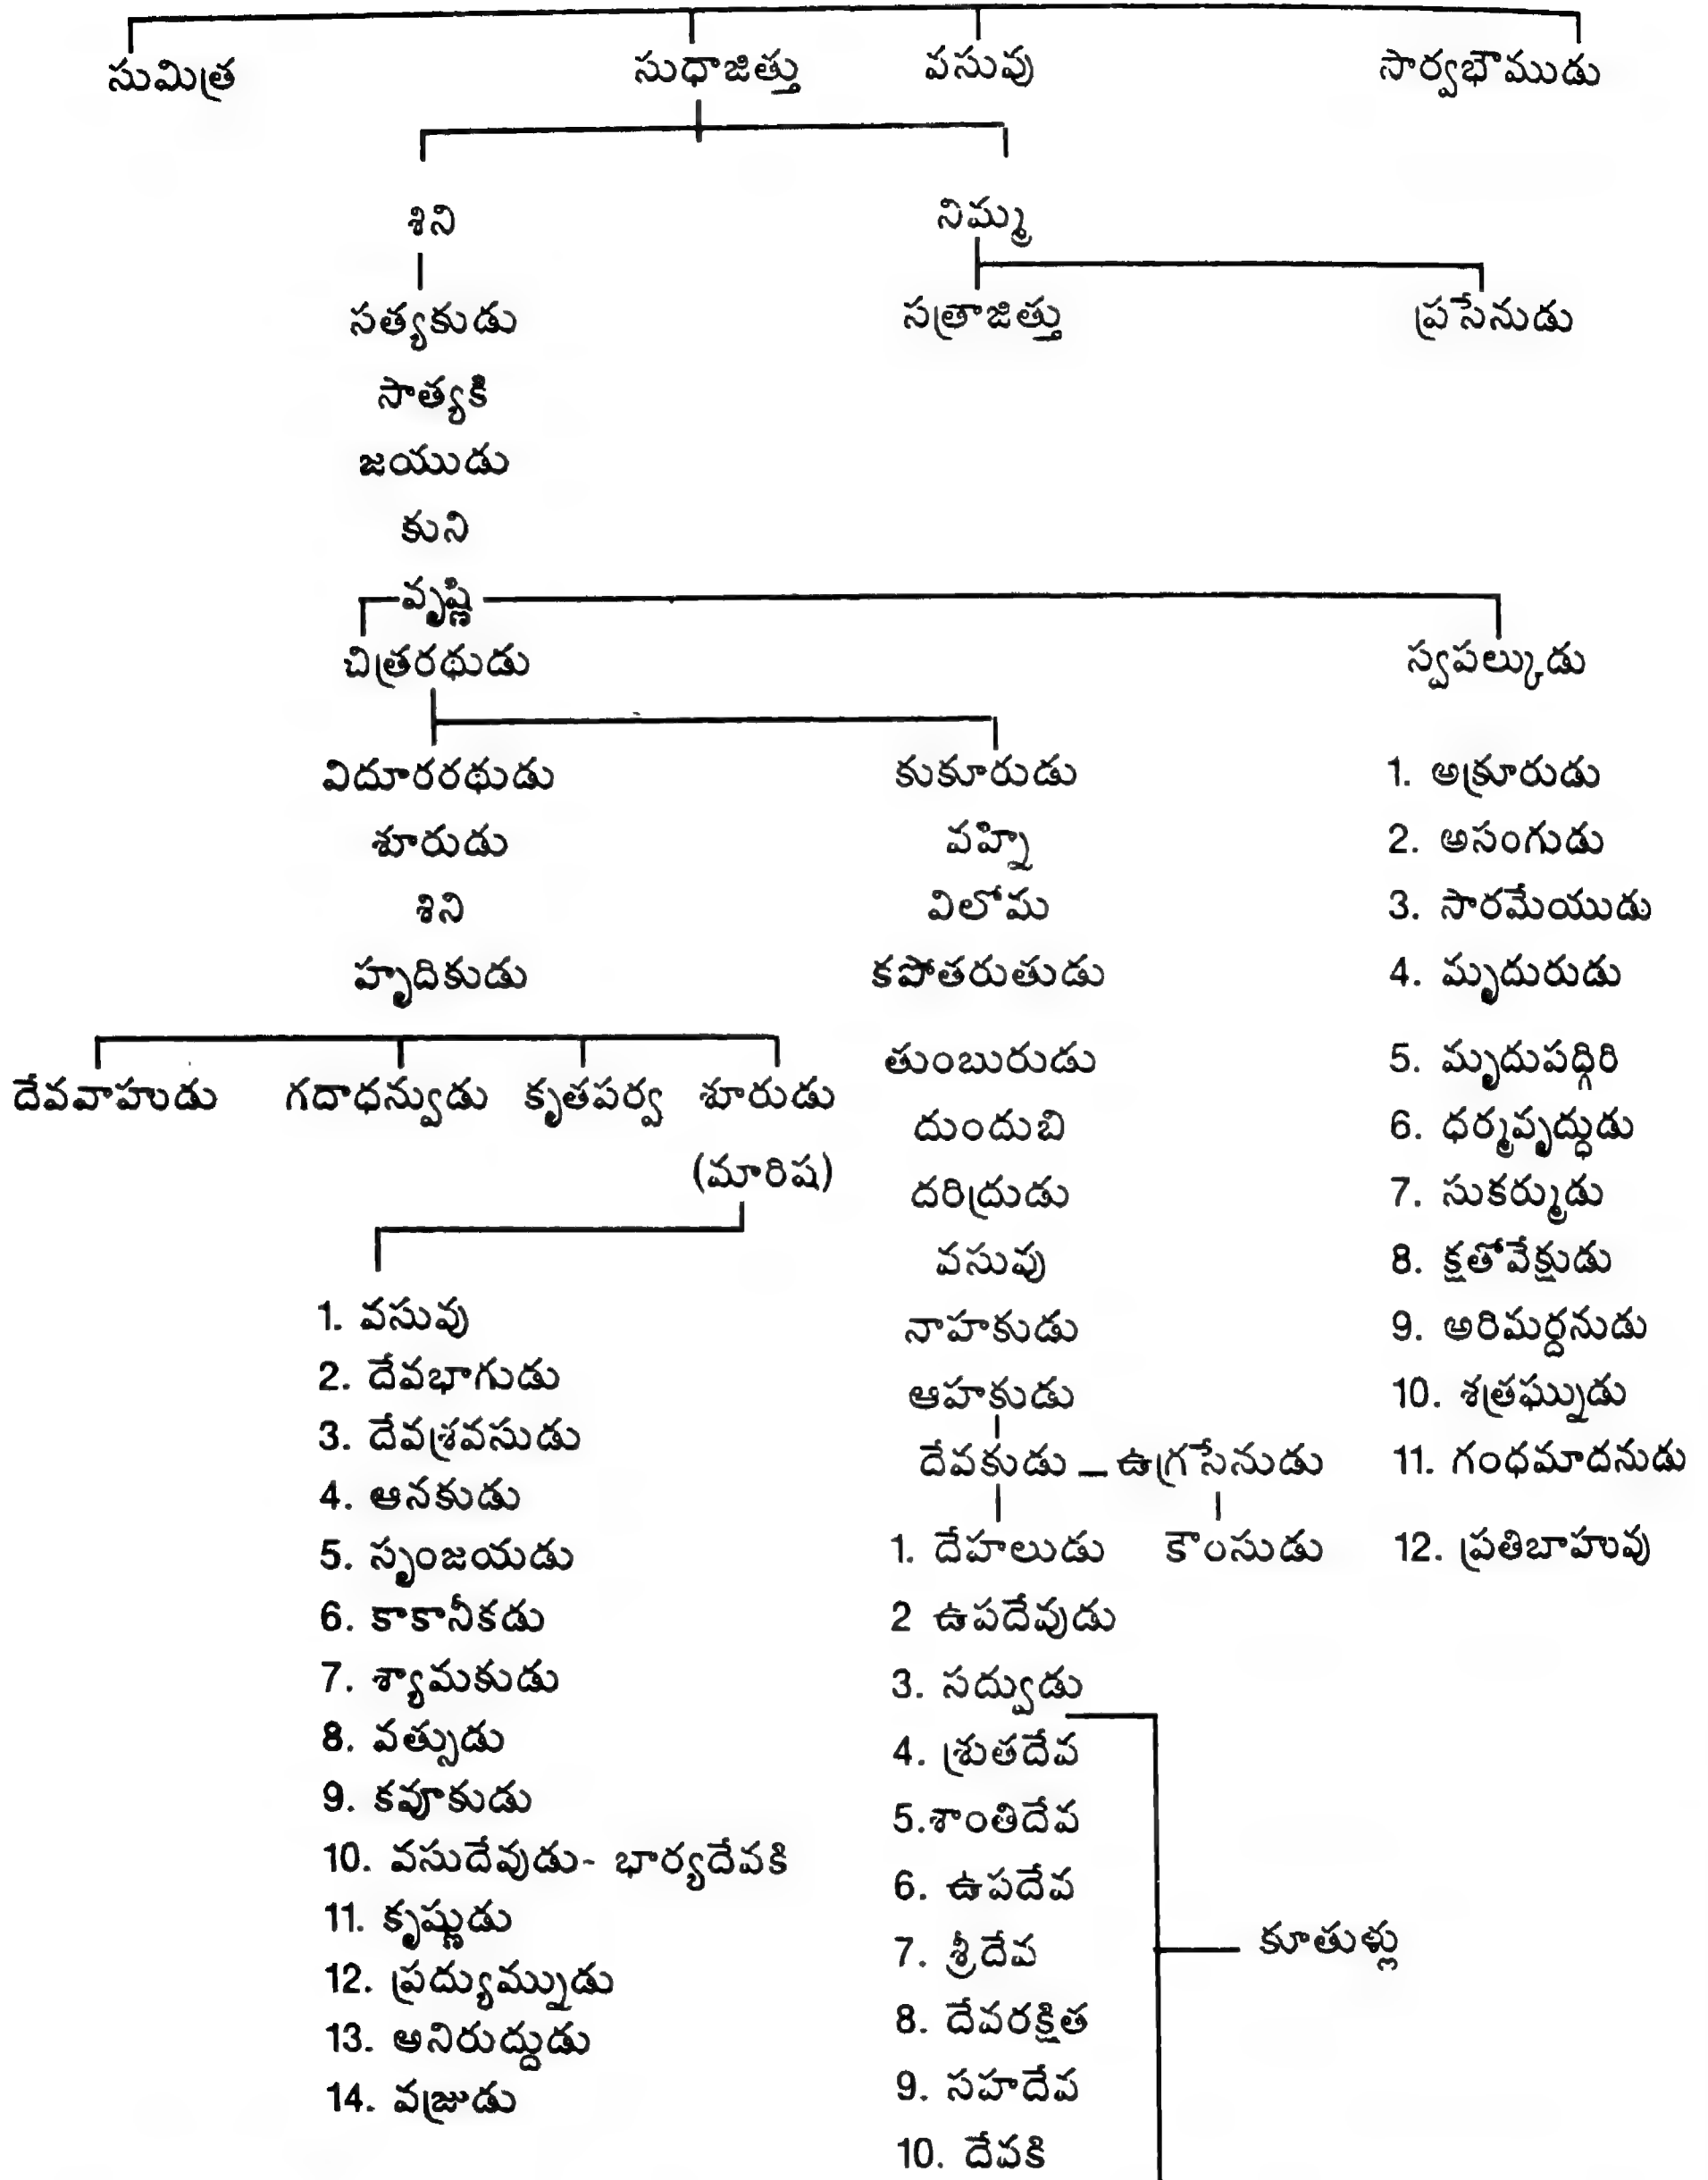 సుమిత్ర సుధాజిత్తు వసువు సార్వభౌముడు
శిని నిమ్మ
సత్యకుడు సత్రాజిత్తు ప్రసేనుడు
సాత్యకి
జయుడు
కుని
వృష్ణి
చిత్రరథుడు స్వపల్కుడు
విదూరరథుడు కుకూరుడు 1. అక్రూరుడు
శూరుడు వహ్ని 2. అసంగుడు
శిని విలోమ 3. సారమేయుడు
హృదికుడు కపోతరుతుడు 4. మృదురుడు
తుంబురుడు 5. మృదుపద్గిరి
దేవవాహుడు గదాధన్వుడు కృతపర్వ శూరుడు
దుందుబి 6. ధర్మవృద్ధుడు
(మారిష)
దరిద్రుడు 7. సుకర్ముడు
వసువు 8. క్షతోవేక్షుడు
1. వసువు నాహకుడు 9. అరిమర్దనుడు
2. దేవభాగుడు ఆహకుడు 10. శత్రఘ్నుడు
3. దేవశ్రవసుడు దేవకుడు – ఉగ్రసేనుడు 11. గంధమాదనుడు
4. ఆనకుడు
5. సృంజయడు 1. దేహలుడు కౌంసుడు 12. ప్రతిబాహువు
6. కాకానీకడు 2 ఉపదేవుడు
7. శ్యామకుడు 3. సద్వుడు
8. వత్సుడు 4. శ్రుతదేవ
9. కవూకుడు 5.శాంతిదేవ
10. వసుదేవుడు- భార్యదేవకి 6. ఉపదేవ
11. కృష్ణుడు 7. శ్రీదేవ కూతుళ్లు
12. ప్రద్యుమ్నుడు 8. దేవరక్షిత
13. అనిరుద్దుడు 9. సహదేవ
14. వజ్రుడు 10. దేవకి